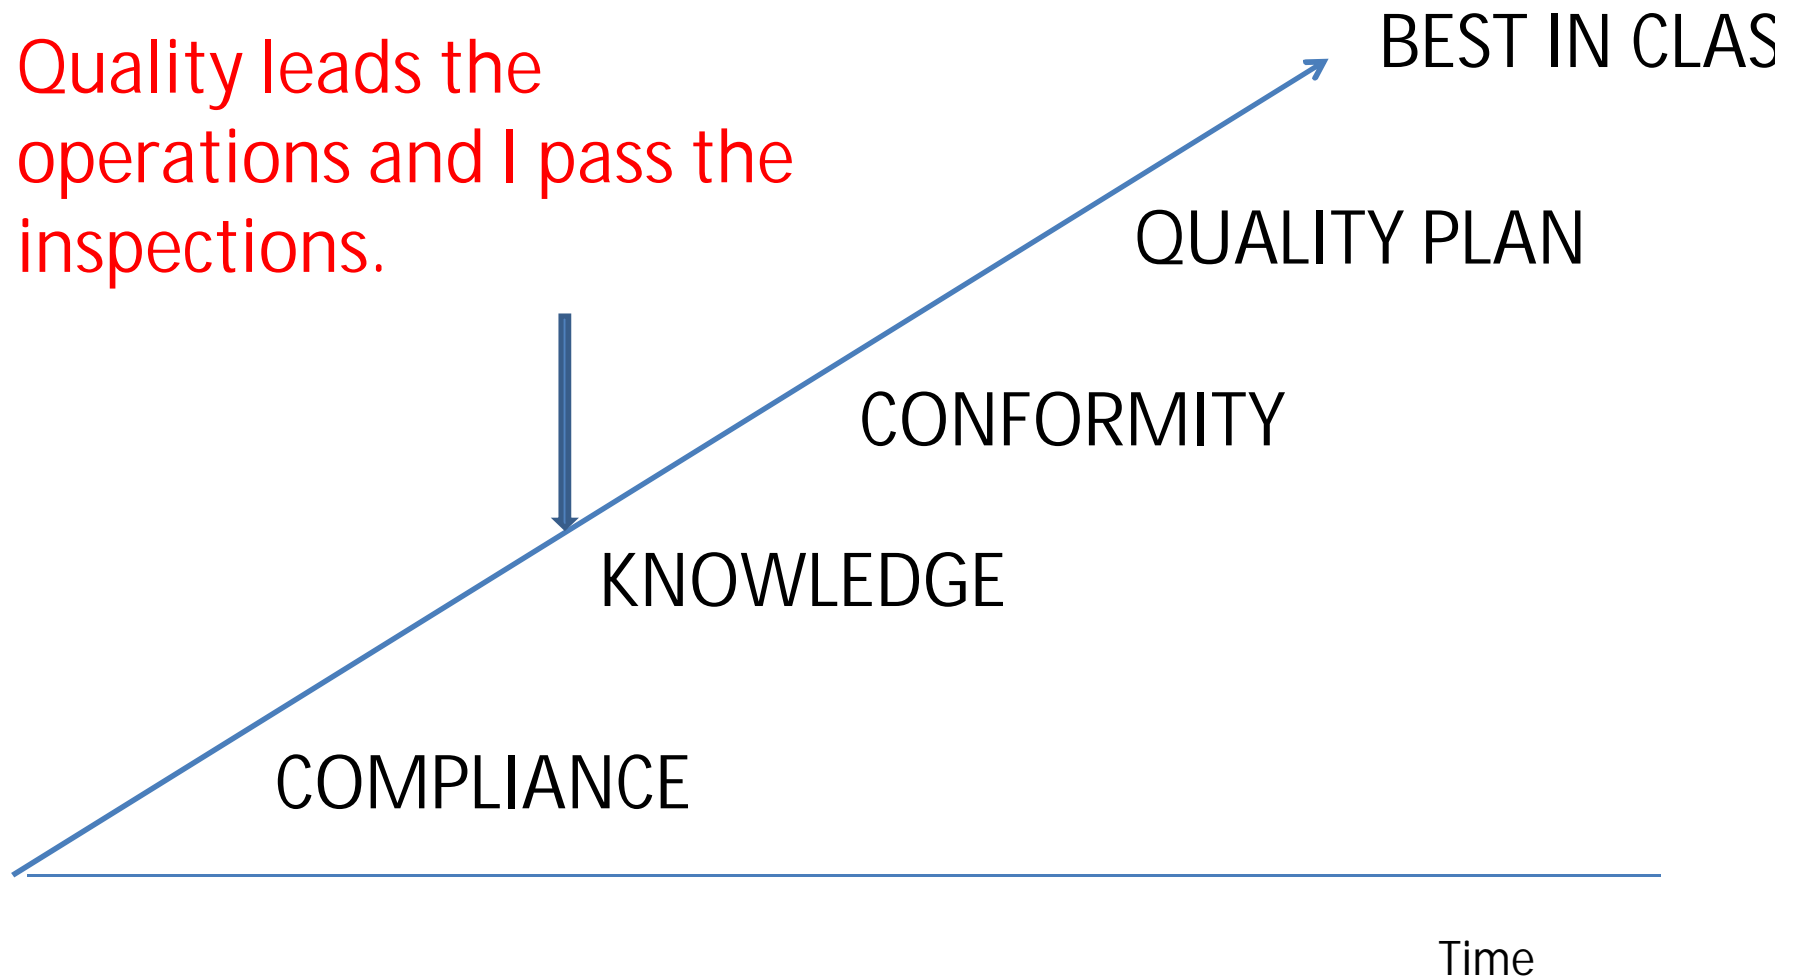 BEST IN CLAS
Quality leads the
operations and I pass the
inspections.
QUALITY PLAN
CONFORMITY
KNOWLEDGE
COMPLIANCE
Time